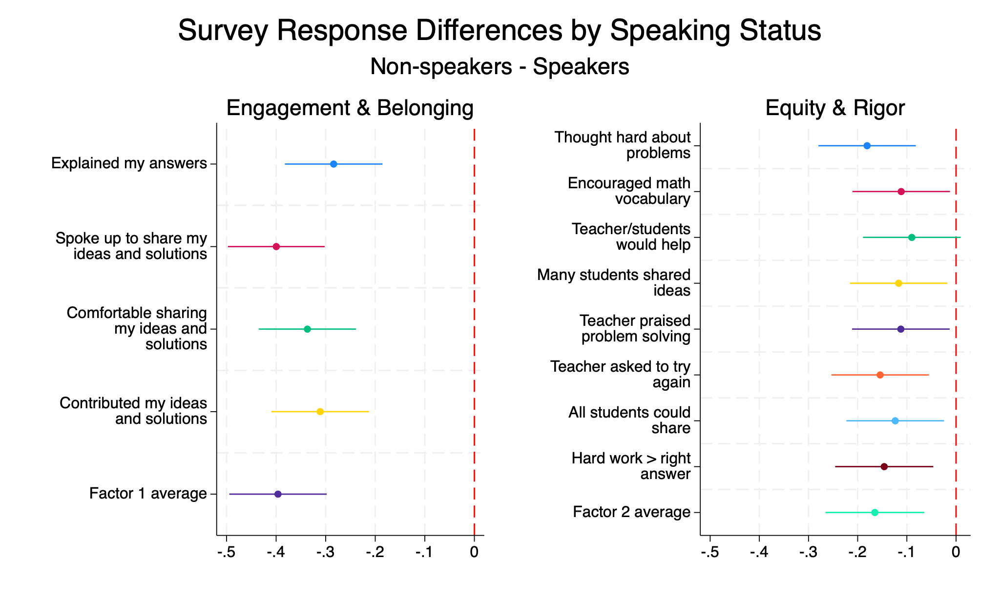 Survey Response Differences by Speaking Status
Non-speakers - Speakers
Engagement & Belonging
Explained my answers
Spoke up to share my
ideas and solutions
Comfortable sharing
my ideas and
solutions
Contributed my ideas
and solutions
Factor 1 average
-.5 -.4 -.3 -.2 -.1 0
Equity & Rigor
Thought hard about
problems
Encouraged math
vocabulary
Teacher/students
would help
Many students shared
ideas
Teacher praised
problem solving
Teacher asked to try
again
All students could
share
Hard work > right
answer
Factor 2 average
-.5 -.4 -.3 -.2 -.1 0